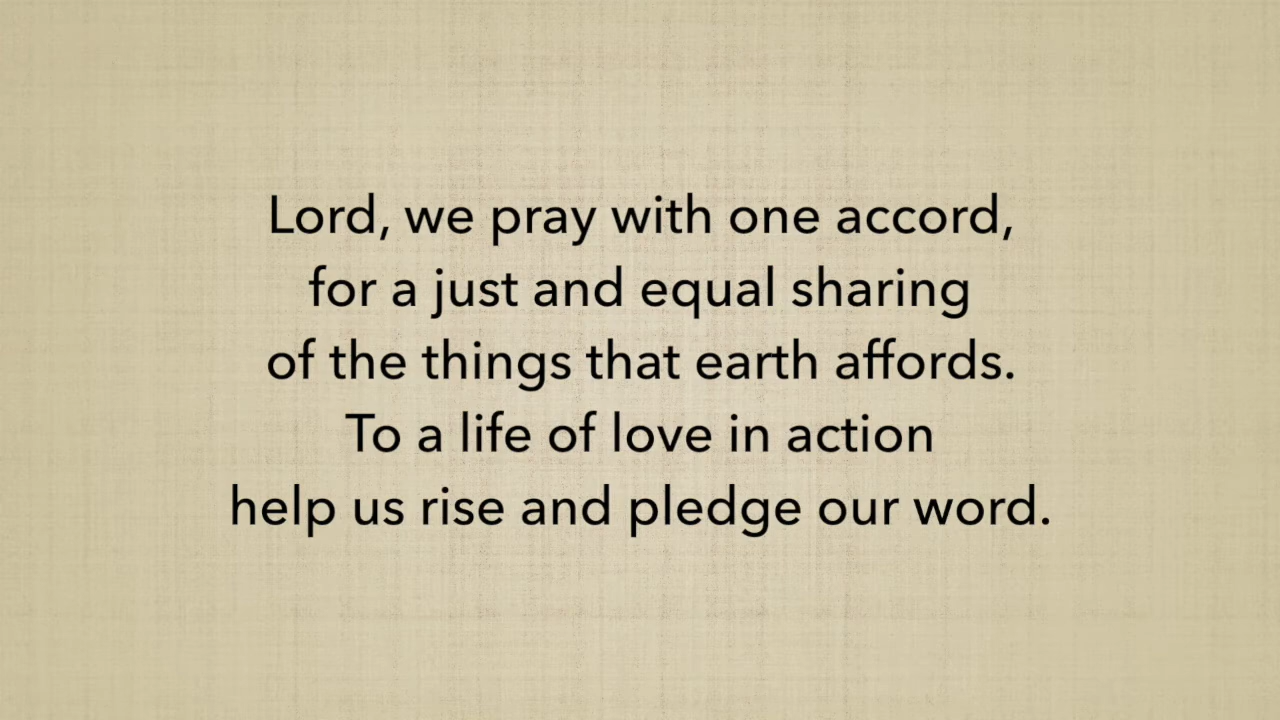 Lord, we pray with one accord,
for a just and equal sharing
of the things that earth affords.
To a life of love in action
help us rise and pledge our word.